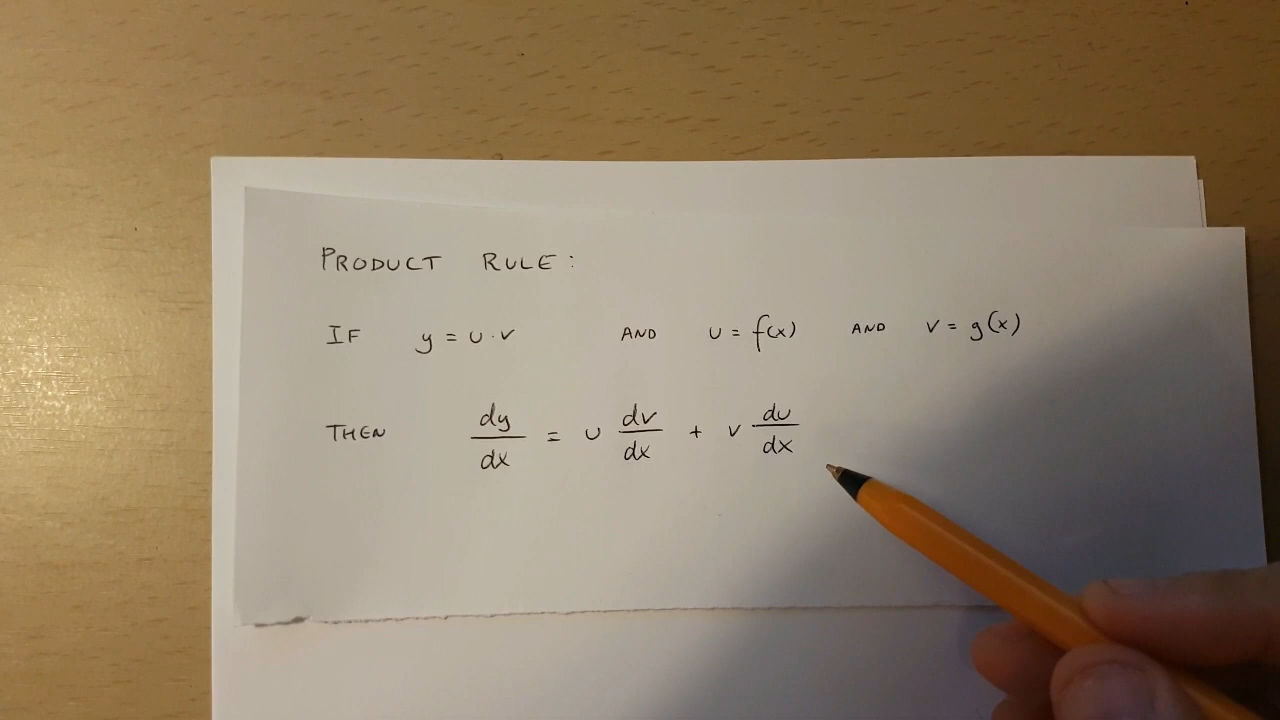 PRODUCT RULE:
IF y = u·v AND u = f(x) AND v = g(x)
THEN dy/dx = u dv/dx + v du/dx